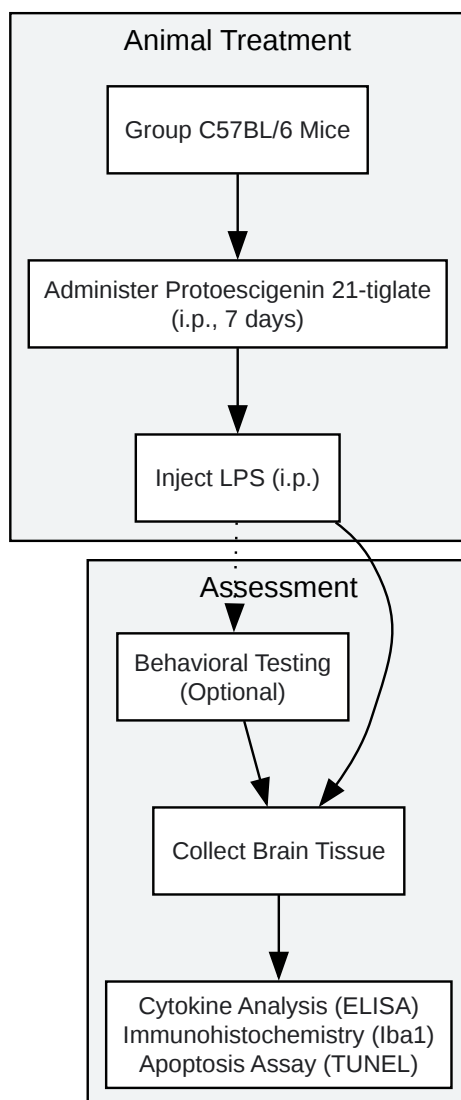 Animal Treatment
Group C57BL/6 Mice
Administer Protoescigenin 21-tiglate
(i.p., 7 days)
Inject LPS (i.p.)
Assessment
Behavioral Testing
(Optional)
Collect Brain Tissue
Cytokine Analysis (ELISA)
Immunohistochemistry (Iba1)
Apoptosis Assay (TUNEL)